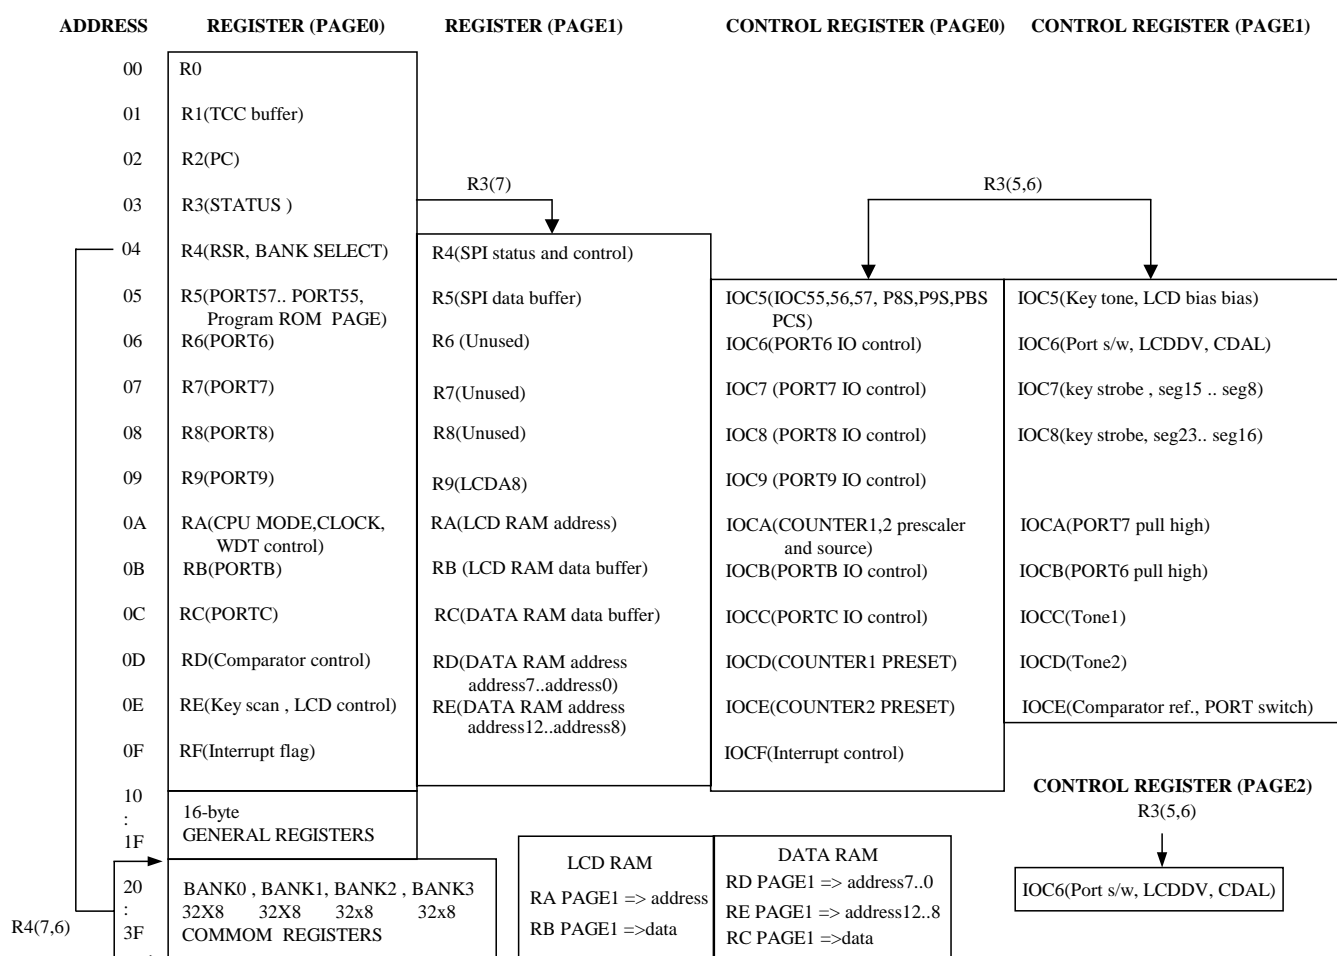 ADDRESS REGISTER (PAGE0) REGISTER (PAGE1) CONTROL REGISTER (PAGE0) CONTROL REGISTER (PAGE1)
00 R0
01 R1(TCC buffer)
02 R2(PC)
R3(7) R3(5,6)
03 R3(STATUS )
04 R4(RSR, BANK SELECT) R4(SPI status and control)
05 R5(PORT57.. PORT55, R5(SPI data buffer) IOC5(IOC55,56,57, P8S,P9S,PBS IOC5(Key tone, LCD bias bias)
Program ROM PAGE) PCS)
06 R6(PORT6) R6 (Unused) IOC6(PORT6 IO control) IOC6(Port s/w, LCDDV, CDAL)
07 R7(PORT7) R7(Unused) IOC7 (PORT7 IO control) IOC7(key strobe , seg15 .. seg8)
08 R8(PORT8) R8(Unused) IOC8 (PORT8 IO control) IOC8(key strobe, seg23.. seg16)
09 R9(PORT9) R9(LCDA8) IOC9 (PORT9 IO control)
0A RA(CPU MODE,CLOCK, RA(LCD RAM address) IOCA(COUNTER1,2 prescaler IOCA(PORT7 pull high)
WDT control) and source)
0B RB(PORTB) RB (LCD RAM data buffer) IOCB(PORTB IO control) IOCB(PORT6 pull high)
0C RC(PORTC) RC(DATA RAM data buffer) IOCC(PORTC IO control) IOCC(Tone1)
0D RD(Comparator control) RD(DATA RAM address IOCD(COUNTER1 PRESET) IOCD(Tone2)
address7..address0)
0E RE(Key scan , LCD control) RE(DATA RAM address IOCE(COUNTER2 PRESET) IOCE(Comparator ref., PORT switch)
address12..address8)
0F RF(Interrupt flag) IOCF(Interrupt control)
10
:
1F
16-byte
GENERAL REGISTERS
CONTROL REGISTER (PAGE2)
R3(5,6)
IOC6(Port s/w, LCDDV, CDAL)
20
:
3F
BANK0 , BANK1, BANK2 , BANK3
32X8 32X8 32x8 32x8
COMMOM REGISTERS
R4(7,6)
LCD RAM
RA PAGE1 => address
RB PAGE1 =>data
DATA RAM
RD PAGE1 => address7..0
RE PAGE1 => address12..8
RC PAGE1 =>data